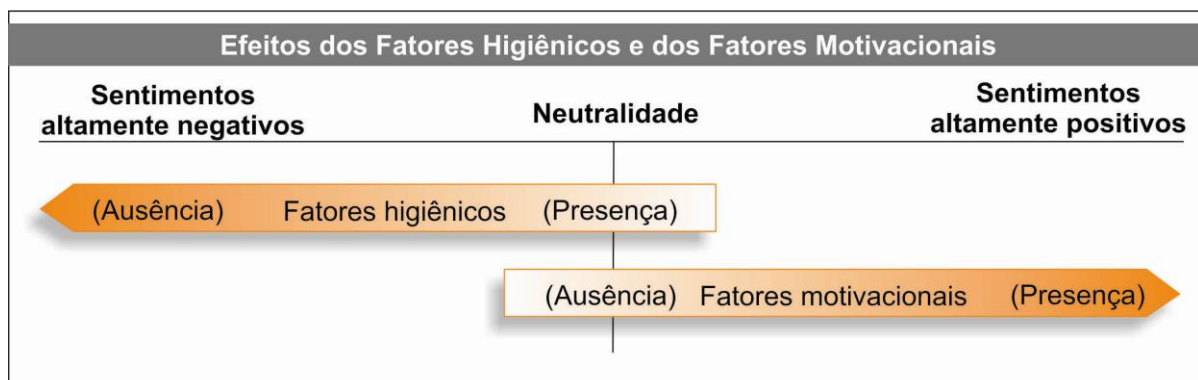 Efeitos dos Fatores Higiênicos e dos Fatores Motivacionais
Sentimentos
altamente negativos
Neutralidade
Sentimentos
altamente positivos
(Ausência) Fatores higiênicos (Presença)
(Ausência) Fatores motivacionais (Presença)